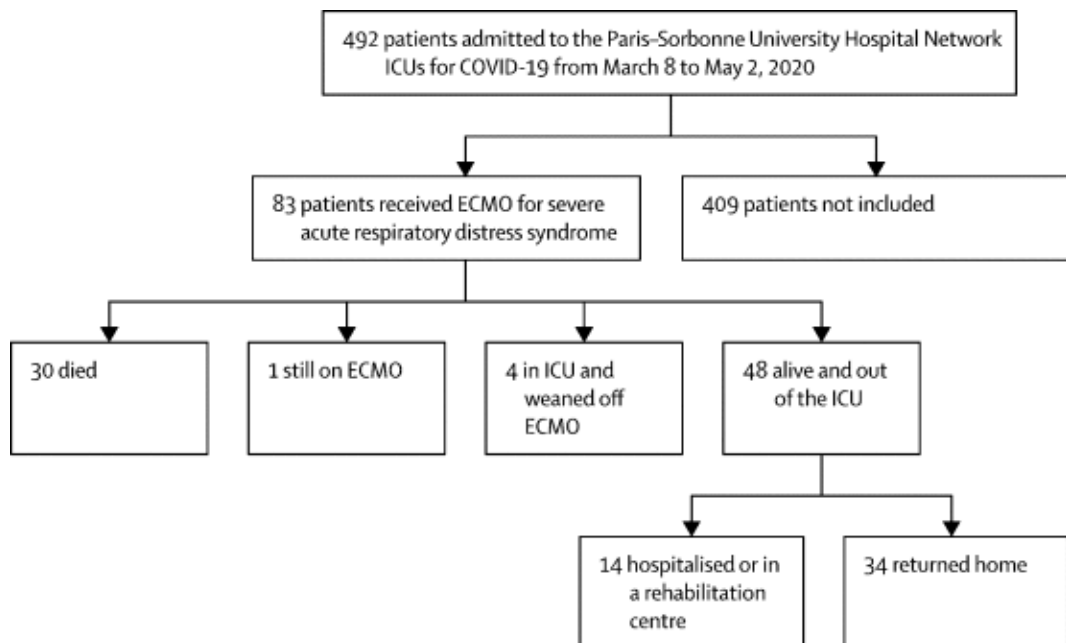 492 patients admitted to the Paris–Sorbonne University Hospital Network
ICUs for COVID-19 from March 8 to May 2, 2020
83 patients received ECMO for severe
acute respiratory distress syndrome
409 patients not included
30 died
1 still on ECMO
4 in ICU and
weaned off
ECMO
48 alive and out
of the ICU
14 hospitalised or in
a rehabilitation
centre
34 returned home